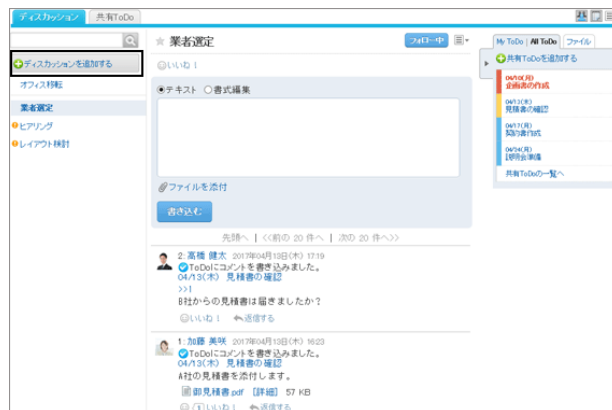 ディスカッション
共有ToDo
ディスカッションを追加する
オフィス移転
業者選定
ヒアリング
レイアウト検討
業者選定
フォロー中
いいね！
テキスト 書式編集
ファイルを添付
書き込む
先頭へ | <<前の 20 件へ | 次の 20 件へ>>
2: 高橋 健太 2017年04月13日(木) 17:19
ToDoにコメントを書き込みました。
04/13(木) 見積書の確認
>>1
B社からの見積書は届きましたか？
いいね！ 返信する
1: 加藤 美咲 2017年04月13日(木) 16:23
ToDoにコメントを書き込みました。
04/13(木) 見積書の確認
A社の見積書を添付します。
御見積書.pdf [詳細] 57 KB
1 いいね！ 返信する
My ToDo | All ToDo ファイル
共有ToDoを追加する
04/10(月)
企画書の作成
04/13(木)
見積書の確認
04/17(月)
契約書作成
04/24(月)
説明会準備
共有ToDoの一覧へ